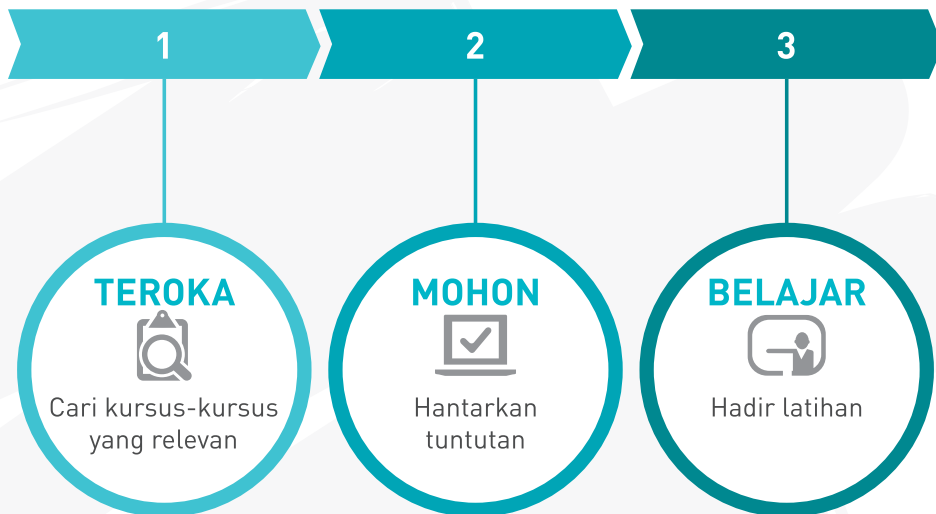 1
2
3
TEROKA
Cari kursus-kursus
yang relevan
MOHON
Hantarkan
tuntutan
BELAJAR
Hadir latihan